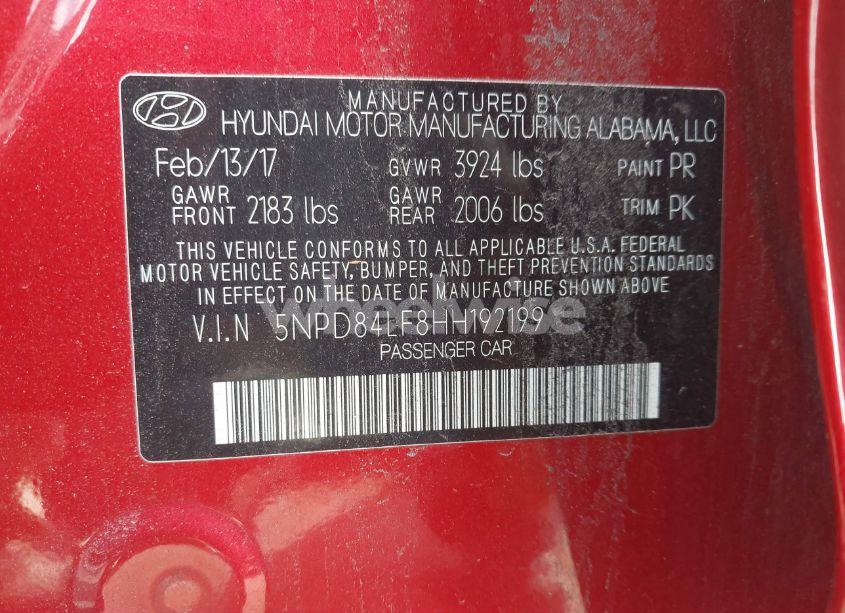 MANUFACTURED BY
HYUNDAI MOTOR MANUFACTURING ALABAMA, LLC
Feb/13/17 GVWR 3924 lbs PAINT PR
GAWR FRONT 2183 lbs GAWR REAR 2006 lbs TRIM PK
THIS VEHICLE CONFORMS TO ALL APPLICABLE U.S.A. FEDERAL
MOTOR VEHICLE SAFETY, BUMPER, AND THEFT PREVENTION STANDARDS
IN EFFECT ON THE DATE OF MANUFACTURE SHOWN ABOVE
wheelwise
V.I.N 5NPD84LF8HH192199
PASSENGER CAR